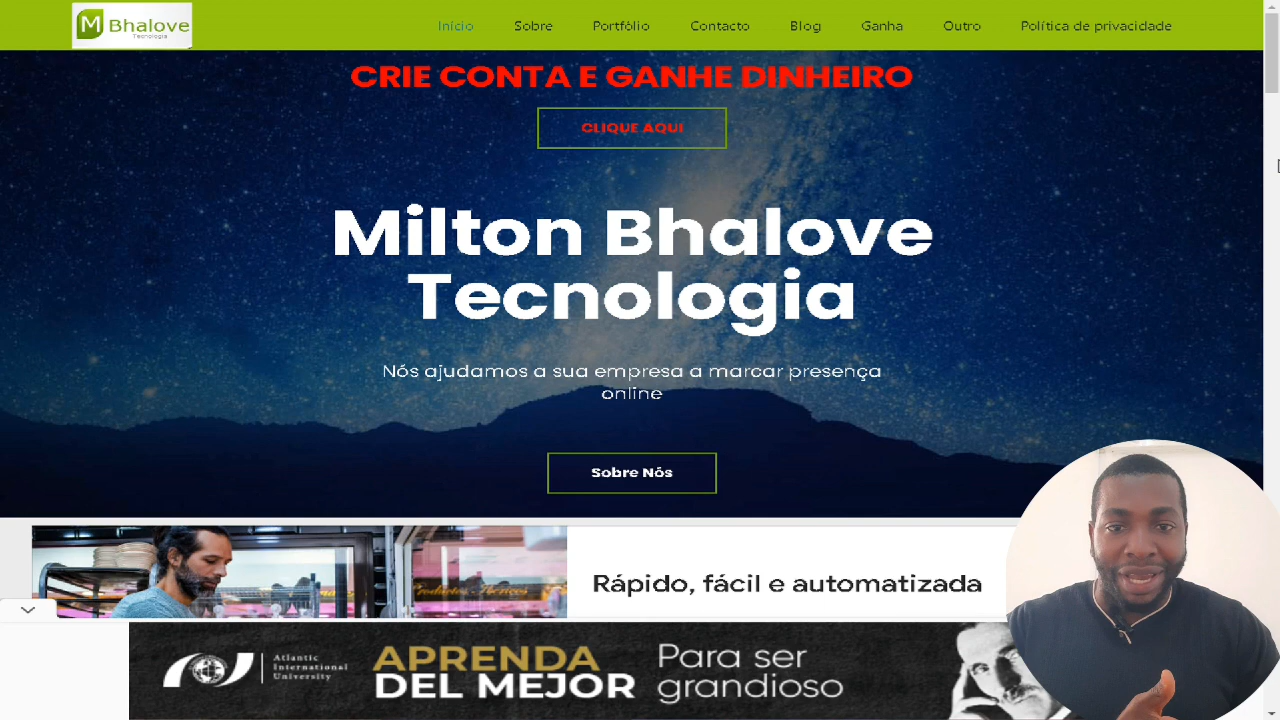 M Bhalove
Tecnologia
Início Sobre Portfólio Contacto Blog Ganha Outro Política de privacidade
CRIE CONTA E GANHE DINHEIRO
CLIQUE AQUI
Milton Bhalove
Tecnologia
Nós ajudamos a sua empresa a marcar presença
online
Sobre Nós
Rápido, fácil e automatizada
Atlantic
International
University
APRENDA
DEL MEJOR
Para ser
grandioso